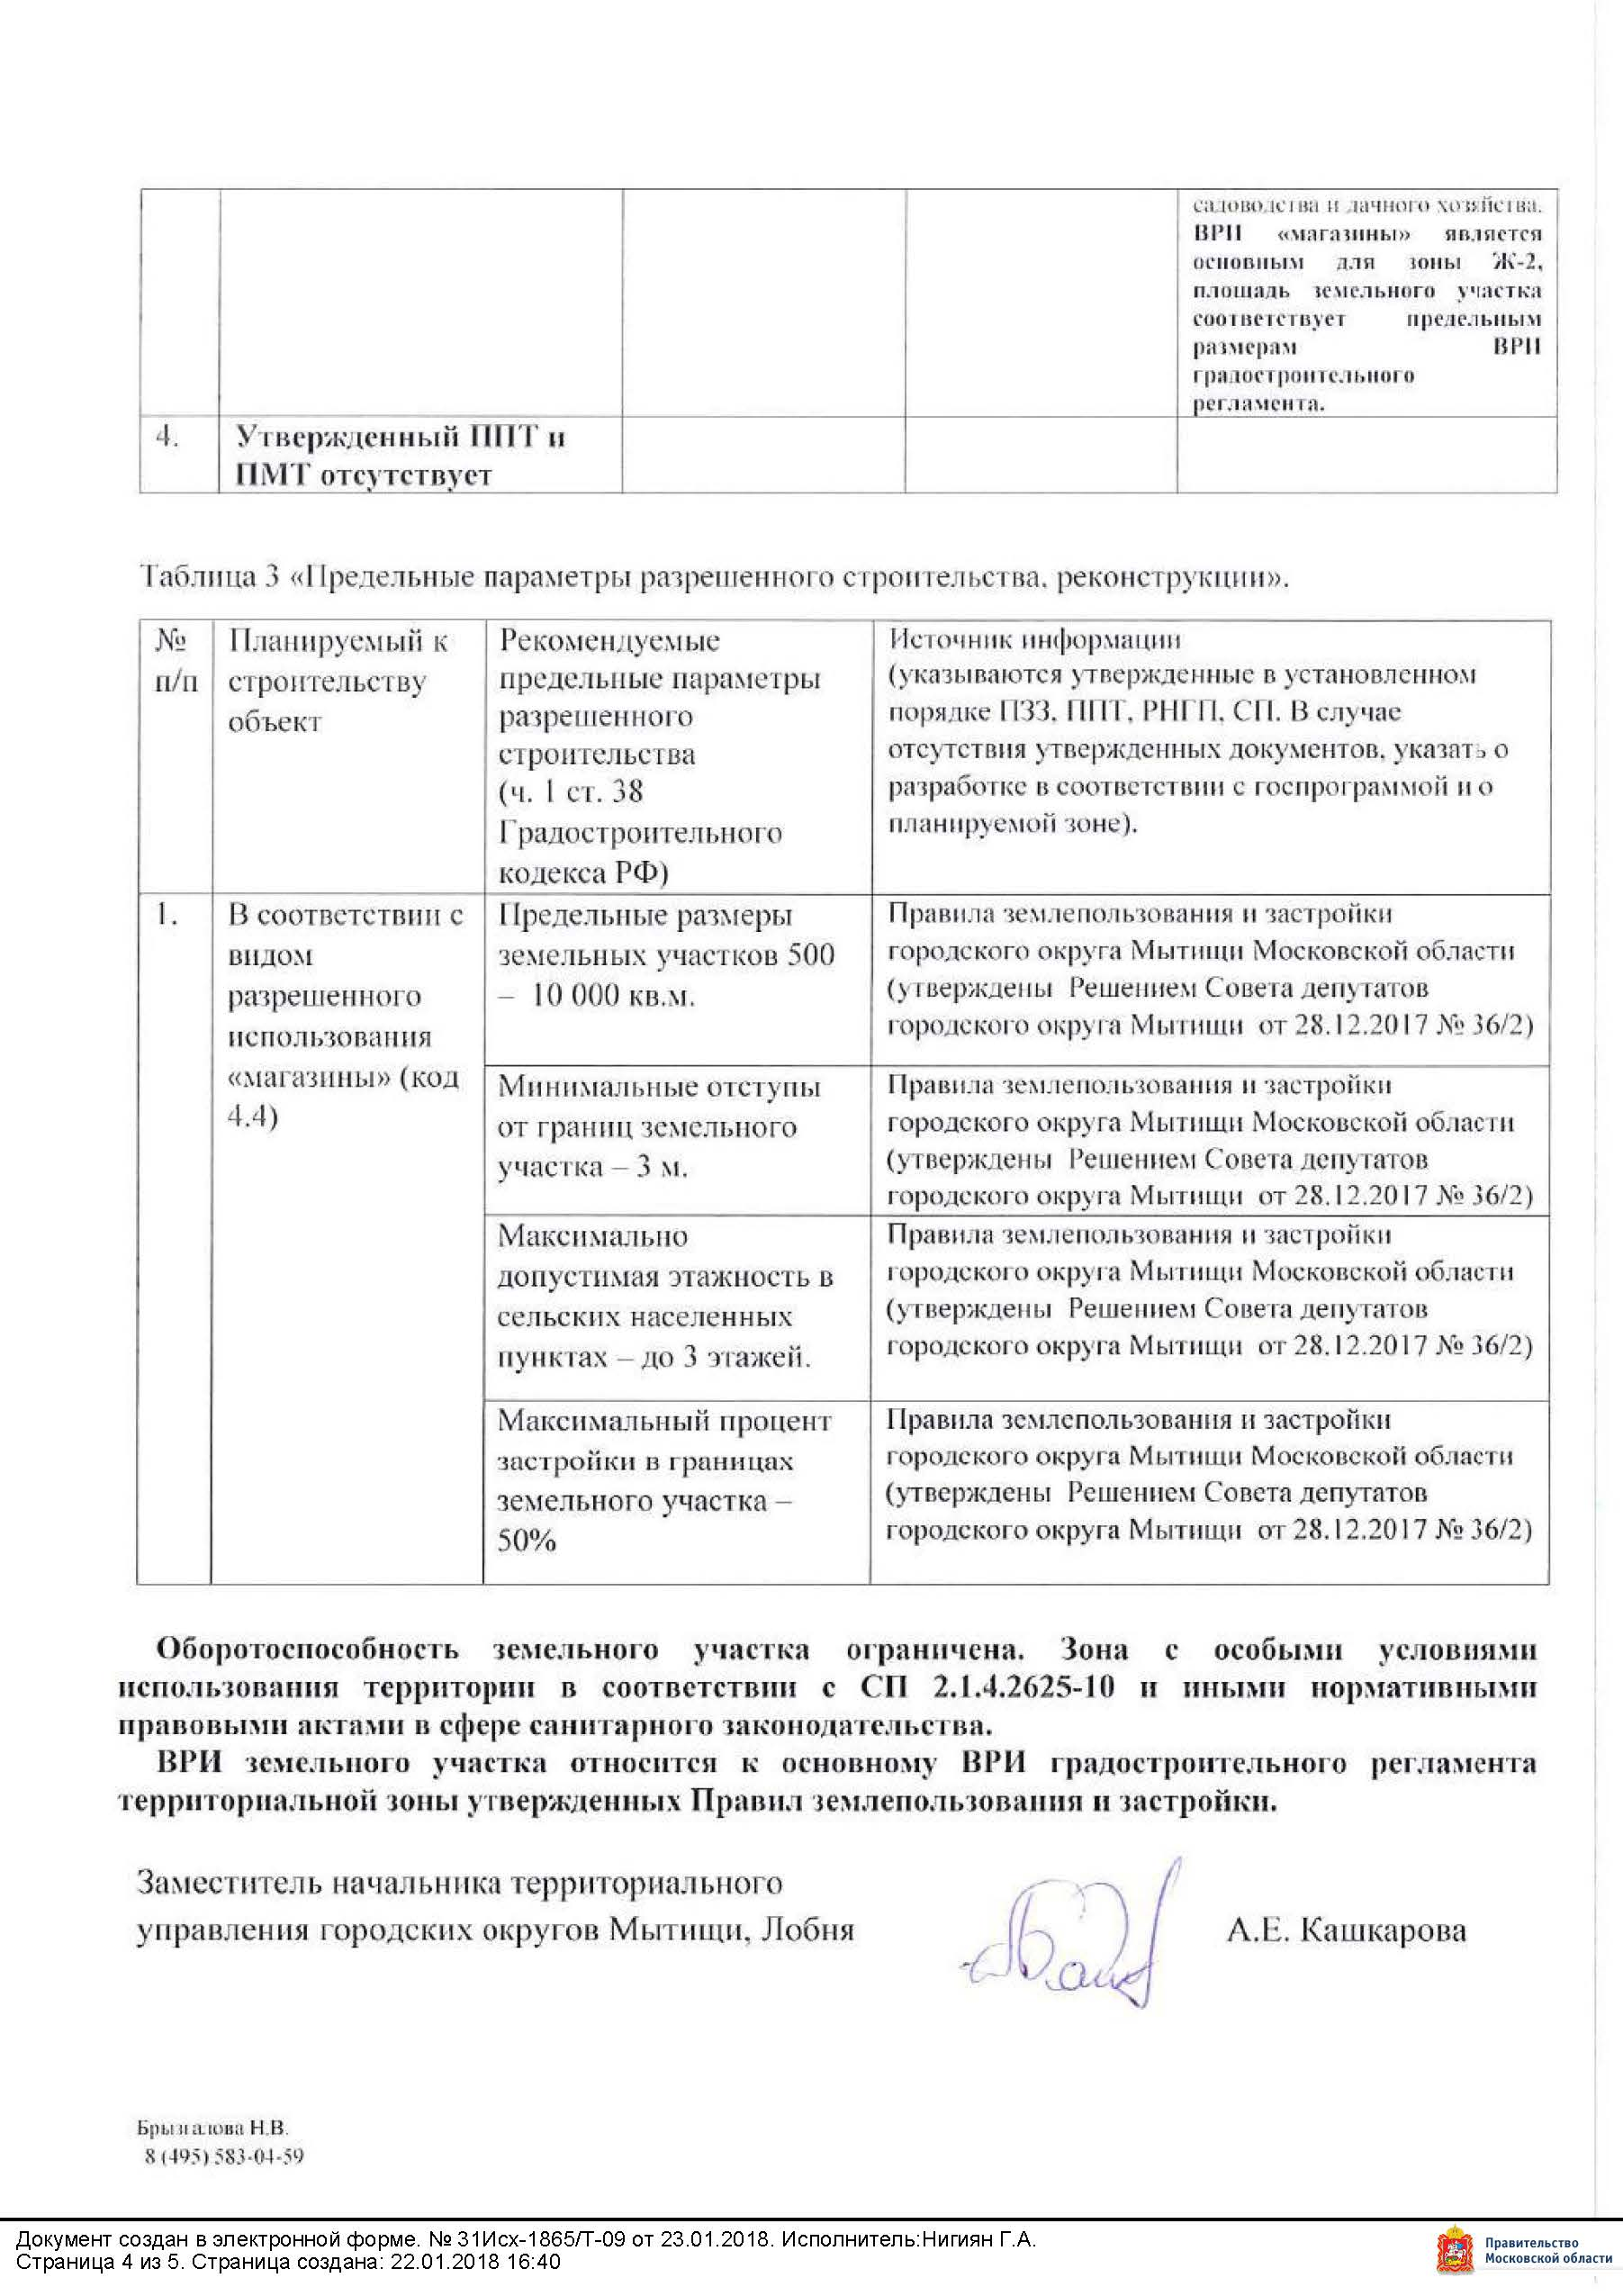 садоводства и дачного хозяйства.
ВРИ «магазины» является
основным для зоны Ж-2,
площадь земельного участка
соответствует предельным
размерам ВРИ
градостроительного
регламента.
4.
Утвержденный ППТ и
ПМТ отсутствует
Таблица 3 «Предельные параметры разрешенного строительства, реконструкции».
№
п/п
Планируемый к
строительству
объект
Рекомендуемые
предельные параметры
разрешенного
строительства
(ч. 1 ст. 38
Градостроительного
кодекса РФ)
Источник информации
(указываются утвержденные в установленном
порядке ПЗЗ, ППТ, РНГП, СП. В случае
отсутствия утвержденных документов, указать о
разработке в соответствии с госпрограммой и о
планируемой зоне).
1.
В соответствии с
видом
разрешенного
использования
«магазины» (код
4.4)
Предельные размеры
земельных участков 500
– 10 000 кв.м.
Правила землепользования и застройки
городского округа Мытищи Московской области
(утверждены Решением Совета депутатов
городского округа Мытищи от 28.12.2017 № 36/2)
Минимальные отступы
от границ земельного
участка – 3 м.
Правила землепользования и застройки
городского округа Мытищи Московской области
(утверждены Решением Совета депутатов
городского округа Мытищи от 28.12.2017 № 36/2)
Максимально
допустимая этажность в
сельских населенных
пунктах – до 3 этажей.
Правила землепользования и застройки
городского округа Мытищи Московской области
(утверждены Решением Совета депутатов
городского округа Мытищи от 28.12.2017 № 36/2)
Максимальный процент
застройки в границах
земельного участка –
50%
Правила землепользования и застройки
городского округа Мытищи Московской области
(утверждены Решением Совета депутатов
городского округа Мытищи от 28.12.2017 № 36/2)
Оборотоспособность земельного участка ограничена. Зона с особыми условиями
использования территории в соответствии с СП 2.1.4.2625-10 и иными нормативными
правовыми актами в сфере санитарного законодательства.
ВРИ земельного участка относится к основному ВРИ градостроительного регламента
территориальной зоны утвержденных Правил землепользования и застройки.
Заместитель начальника территориального
управления городских округов Мытищи, Лобня
А.Е. Кашкарова
Брызгалова Н.В.
8 (495) 583-04-59
Документ создан в электронной форме. № 31Исх-1865/Т-09 от 23.01.2018. Исполнитель:Нигиян Г.А.
Страница 4 из 5. Страница создана: 22.01.2018 16:40
Правительство
Московской области